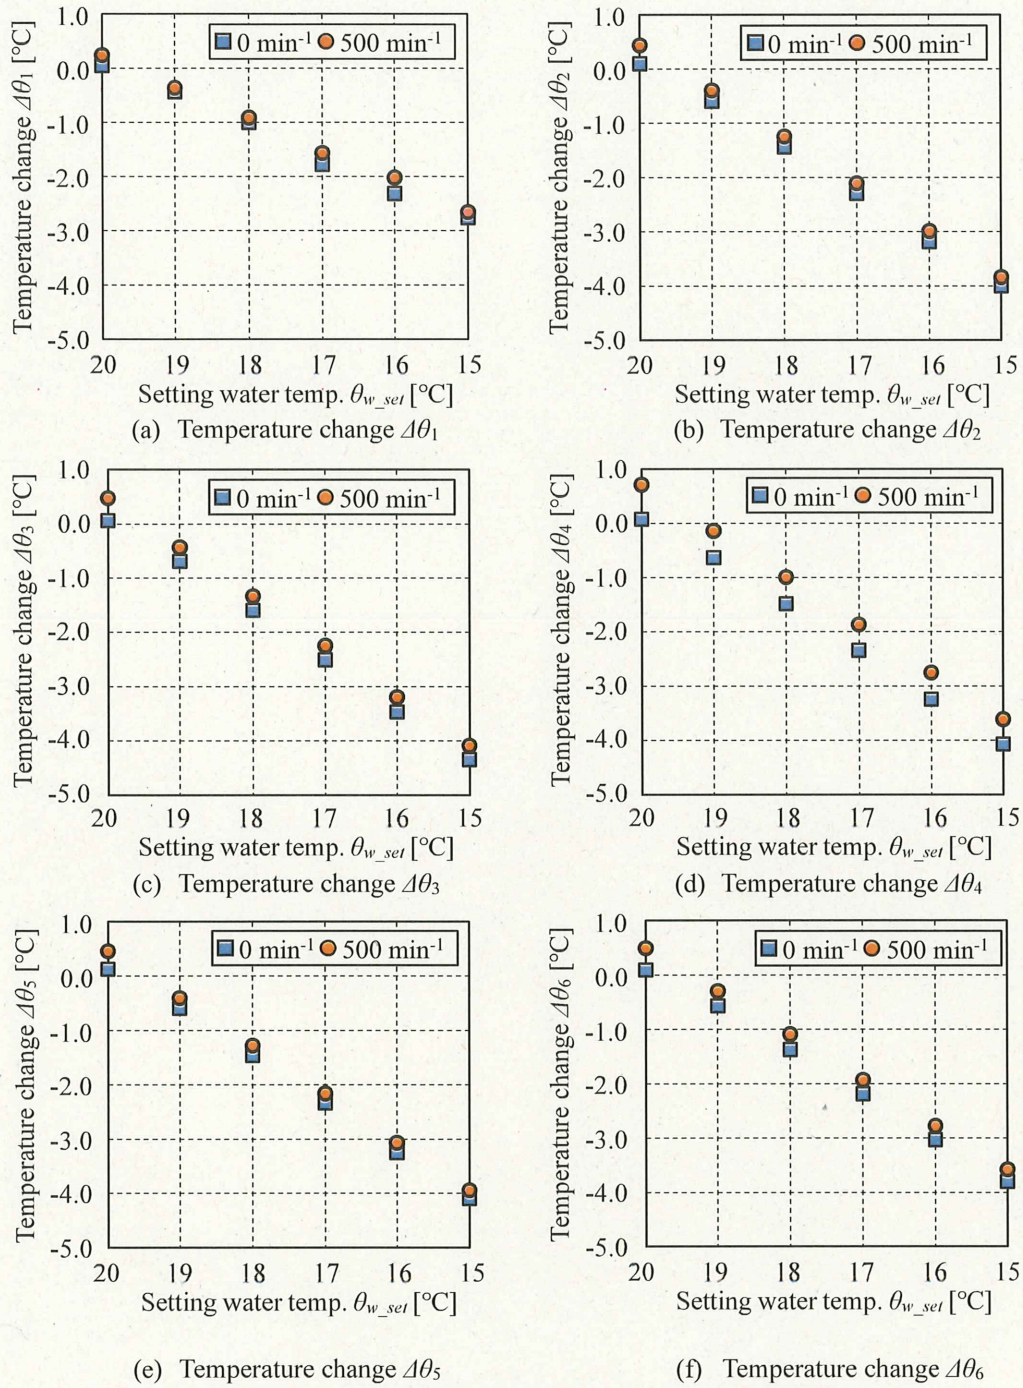 1.0
0.0
-1.0
-2.0
-3.0
-4.0
-5.0
Temperature change Δθ1 [°C]
0 min-1 500 min-1
20 19 18 17 16 15
Setting water temp. θw_set [°C]
(a) Temperature change Δθ1
1.0
0.0
-1.0
-2.0
-3.0
-4.0
-5.0
Temperature change Δθ2 [°C]
0 min-1 500 min-1
20 19 18 17 16 15
Setting water temp. θw_set [°C]
(b) Temperature change Δθ2
1.0
0.0
-1.0
-2.0
-3.0
-4.0
-5.0
Temperature change Δθ3 [°C]
0 min-1 500 min-1
20 19 18 17 16 15
Setting water temp. θw_set [°C]
(c) Temperature change Δθ3
1.0
0.0
-1.0
-2.0
-3.0
-4.0
-5.0
Temperature change Δθ4 [°C]
0 min-1 500 min-1
20 19 18 17 16 15
Setting water temp. θw_set [°C]
(d) Temperature change Δθ4
1.0
0.0
-1.0
-2.0
-3.0
-4.0
-5.0
Temperature change Δθ5 [°C]
0 min-1 500 min-1
20 19 18 17 16 15
Setting water temp. θw_set [°C]
(e) Temperature change Δθ5
1.0
0.0
-1.0
-2.0
-3.0
-4.0
-5.0
Temperature change Δθ6 [°C]
0 min-1 500 min-1
20 19 18 17 16 15
Setting water temp. θw_set [°C]
(f) Temperature change Δθ6